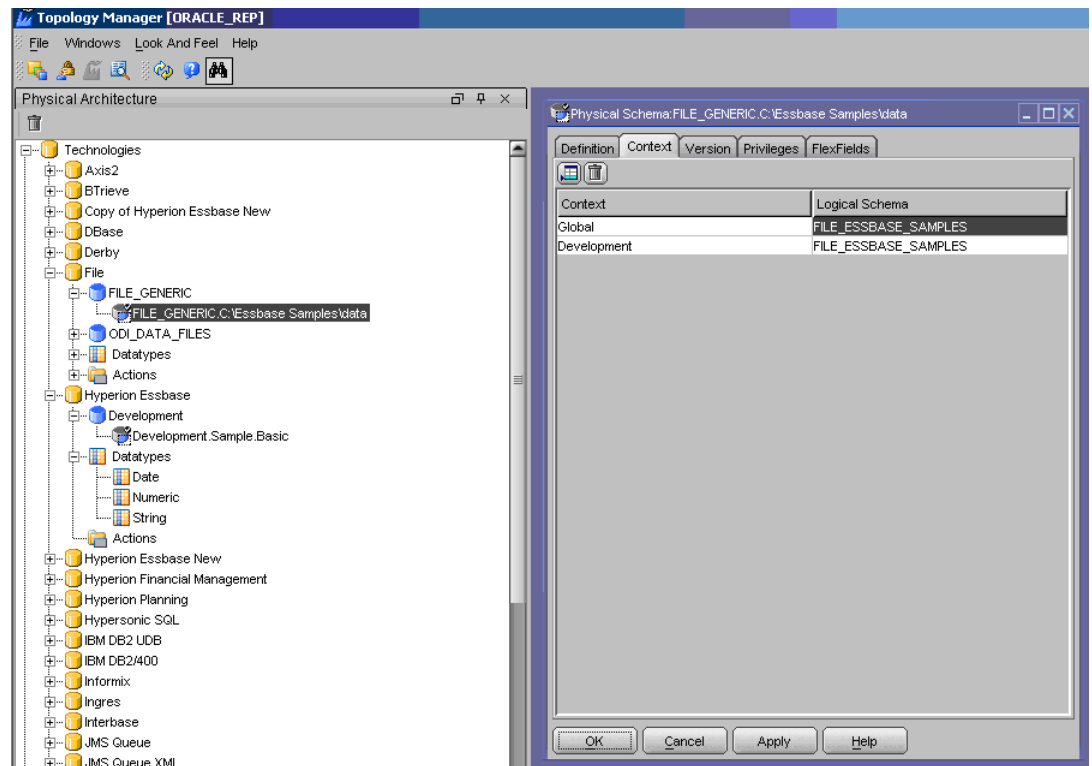 Topology Manager [ORACLE_REP]
File Windows Look And Feel Help
Physical Architecture
Technologies
Axis2
BTrieve
Copy of Hyperion Essbase New
DBase
Derby
File
FILE_GENERIC
FILE_GENERIC.C:\Essbase Samples\data
ODI_DATA_FILES
Datatypes
Actions
Hyperion Essbase
Development
Development.Sample.Basic
Datatypes
Date
Numeric
String
Actions
Hyperion Essbase New
Hyperion Financial Management
Hyperion Planning
Hypersonic SQL
IBM DB2 UDB
IBM DB2/400
Informix
Ingres
Interbase
JMS Queue
JMS Queue XML
Physical Schema:FILE_GENERIC.C:\Essbase Samples\data
Definition Context Version Privileges FlexFields
Context Logical Schema
Global FILE_ESSBASE_SAMPLES
Development FILE_ESSBASE_SAMPLES
OK Cancel Apply Help